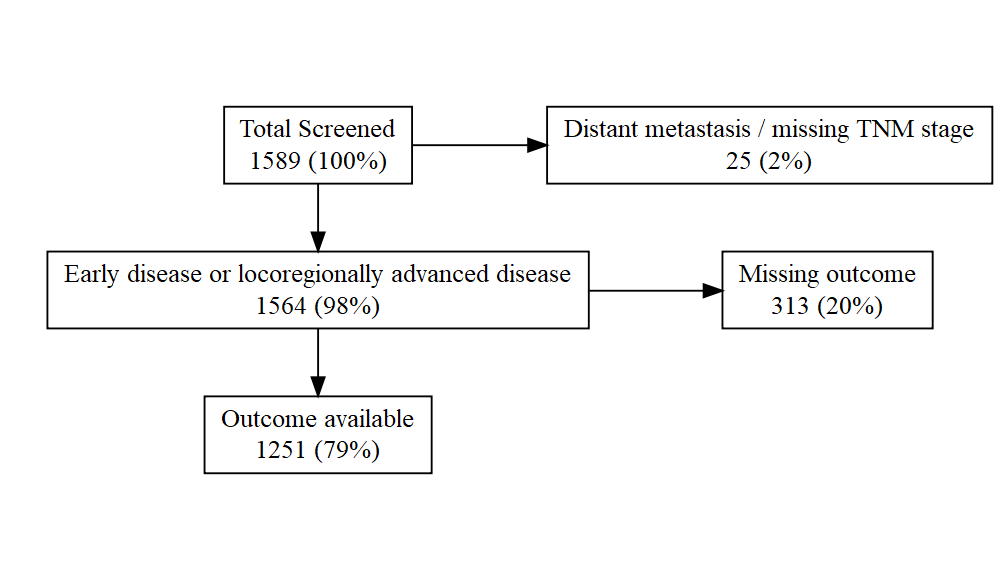 Total Screened
1589 (100%)
Distant metastasis / missing TNM stage
25 (2%)
Early disease or locoregionally advanced disease
1564 (98%)
Missing outcome
313 (20%)
Outcome available
1251 (79%)